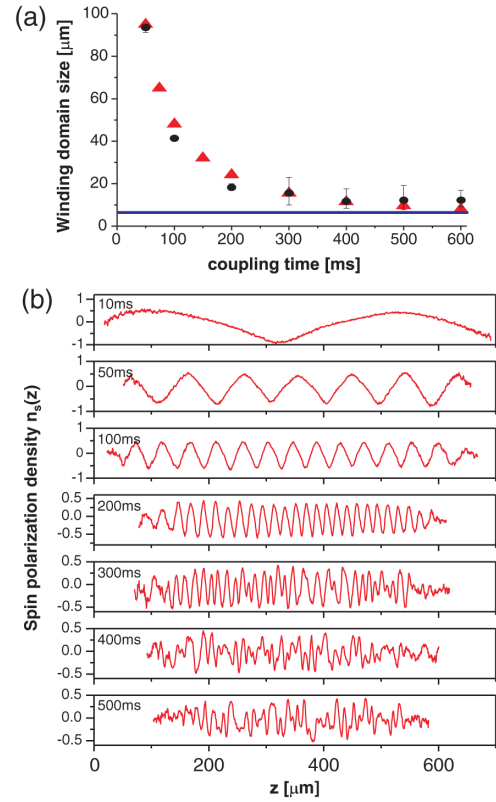 (a)
Winding domain size [μm]
100
80
60
40
20
0
0 100 200 300 400 500 600
coupling time [ms]
(b)
Spin polarization density nₛ(z)
1
0
-1
10ms
1
0
-1
50ms
1
0
-1
100ms
0.5
0.0
-0.5
200ms
0.5
0.0
-0.5
300ms
0.5
0.0
-0.5
400ms
0.5
0.0
-0.5
500ms
0 200 400 600
z [μm]